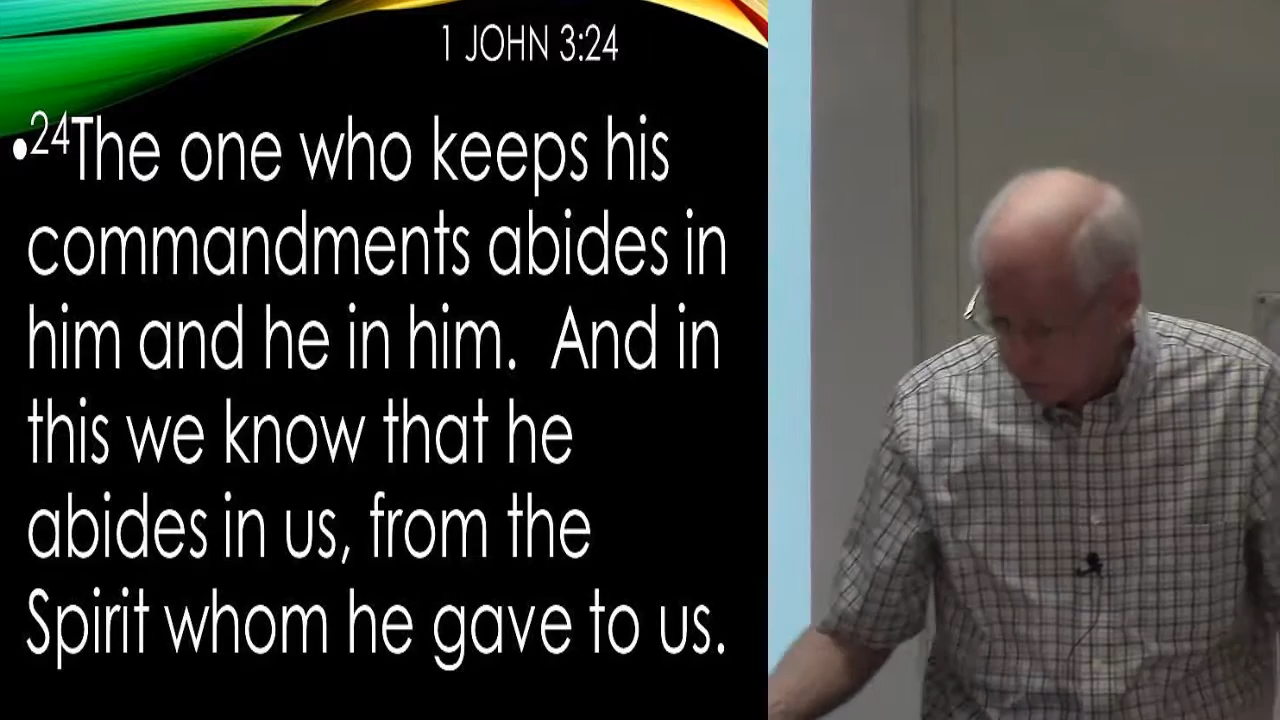 1 JOHN 3:24
•24The one who keeps his
commandments abides in
him and he in him.  And in
this we know that he
abides in us, from the
Spirit whom he gave to us.